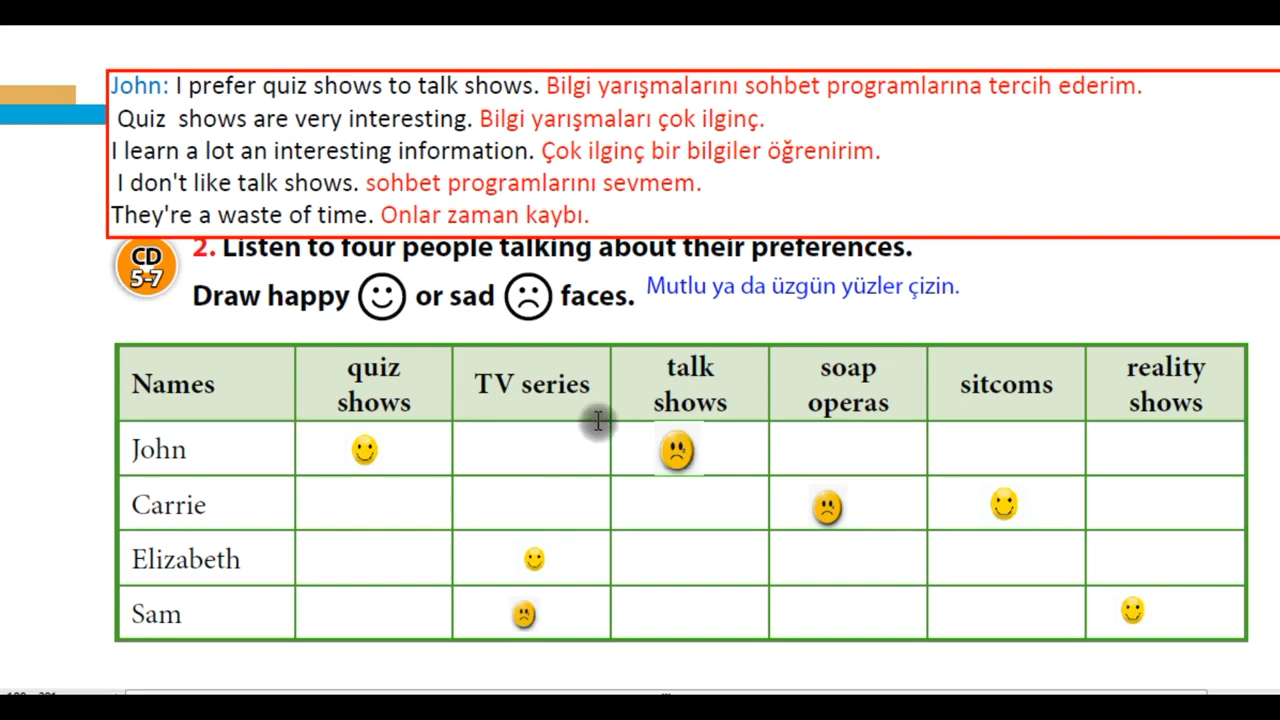 John: I prefer quiz shows to talk shows. Bilgi yarışmalarını sohbet programlarına tercih ederim.
Quiz shows are very interesting. Bilgi yarışmaları çok ilginç.
I learn a lot an interesting information. Çok ilginç bir bilgiler öğrenirim.
I don't like talk shows. sohbet programlarını sevmem.
They're a waste of time. Onlar zaman kaybı.
CD
5-7
2. Listen to four people talking about their preferences.
Draw happy or sad faces. Mutlu ya da üzgün yüzler çizin.
Names quiz shows TV series talk shows soap operas sitcoms reality shows
John
Carrie
Elizabeth
Sam